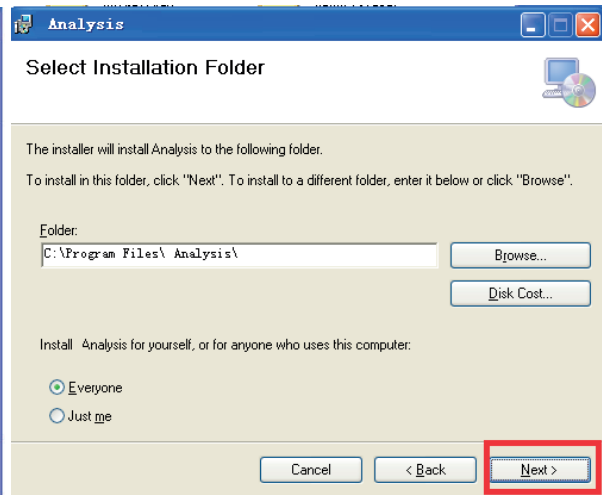 Analysis
Select Installation Folder
The installer will install Analysis to the following folder.
To install in this folder, click "Next". To install to a different folder, enter it below or click "Browse".
Folder:
C:\Program Files\ Analysis\
Browse...
Disk Cost...
Install Analysis for yourself, or for anyone who uses this computer:
Everyone
Just me
Cancel
< Back
Next >